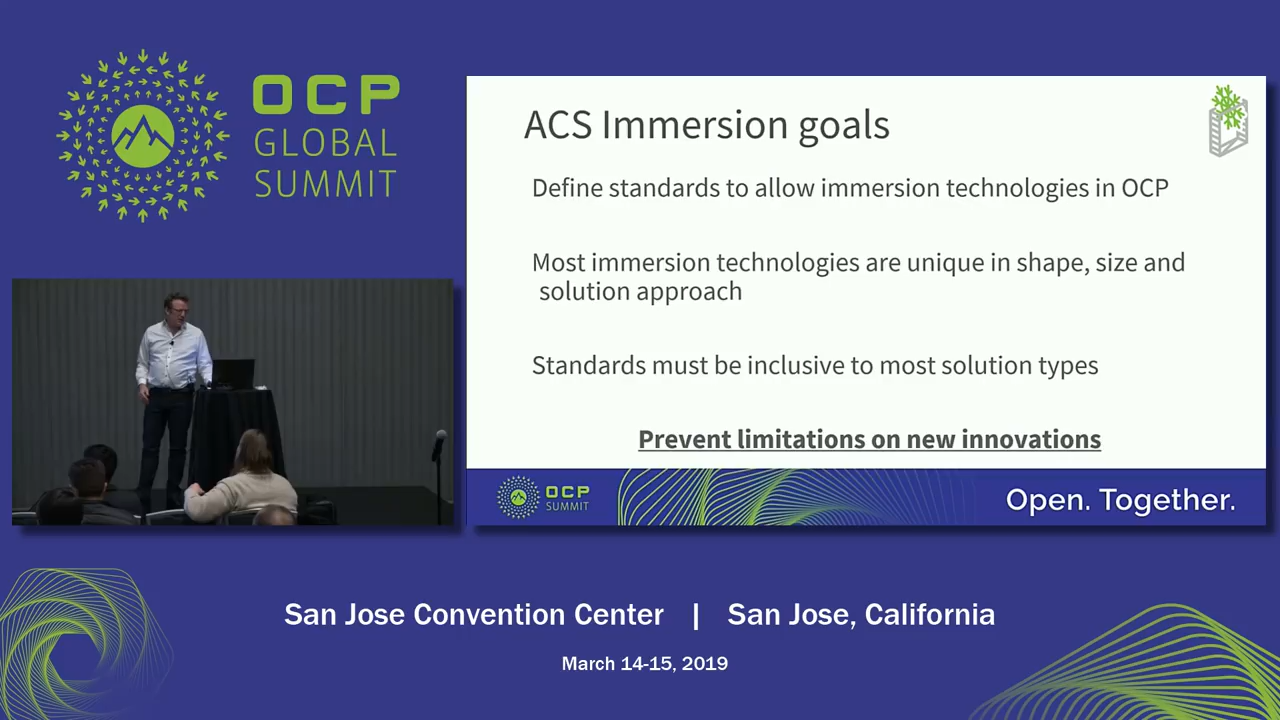 OCP
GLOBAL
SUMMIT
ACS Immersion goals
Define standards to allow immersion technologies in OCP
Most immersion technologies are unique in shape, size and
solution approach
Standards must be inclusive to most solution types
Prevent limitations on new innovations
OCP
SUMMIT
Open. Together.
San Jose Convention Center | San Jose, California
March 14-15, 2019